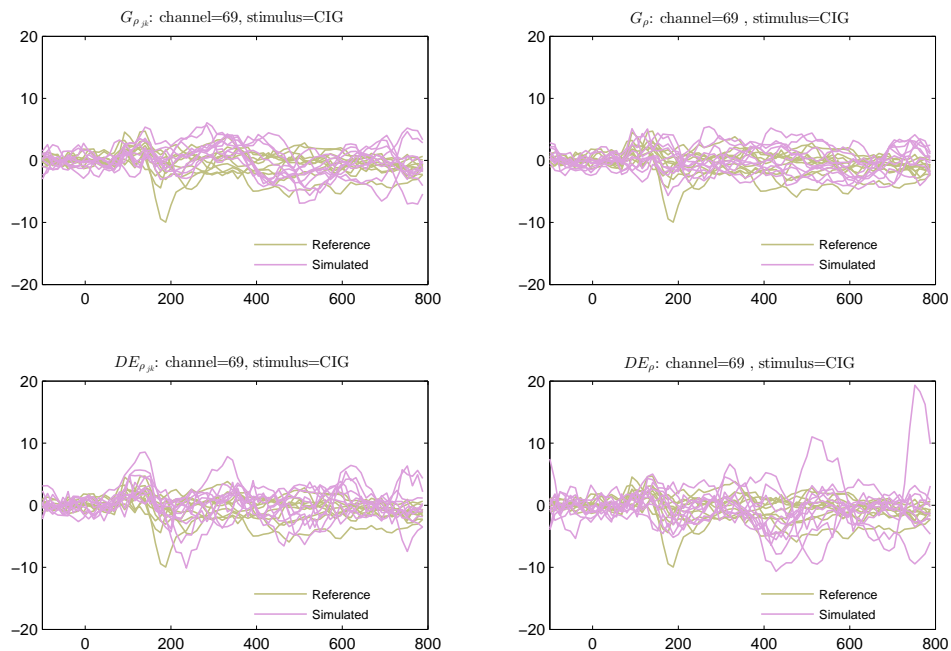 G_{ρ_{jk}}: channel=69, stimulus=CIG
20
10
0
−10
−20
0 200 400 600 800
Reference
Simulated
G_ρ: channel=69 , stimulus=CIG
20
10
0
−10
−20
0 200 400 600 800
Reference
Simulated
DE_{ρ_{jk}}: channel=69, stimulus=CIG
20
10
0
−10
−20
0 200 400 600 800
Reference
Simulated
DE_ρ: channel=69 , stimulus=CIG
20
10
0
−10
−20
0 200 400 600 800
Reference
Simulated